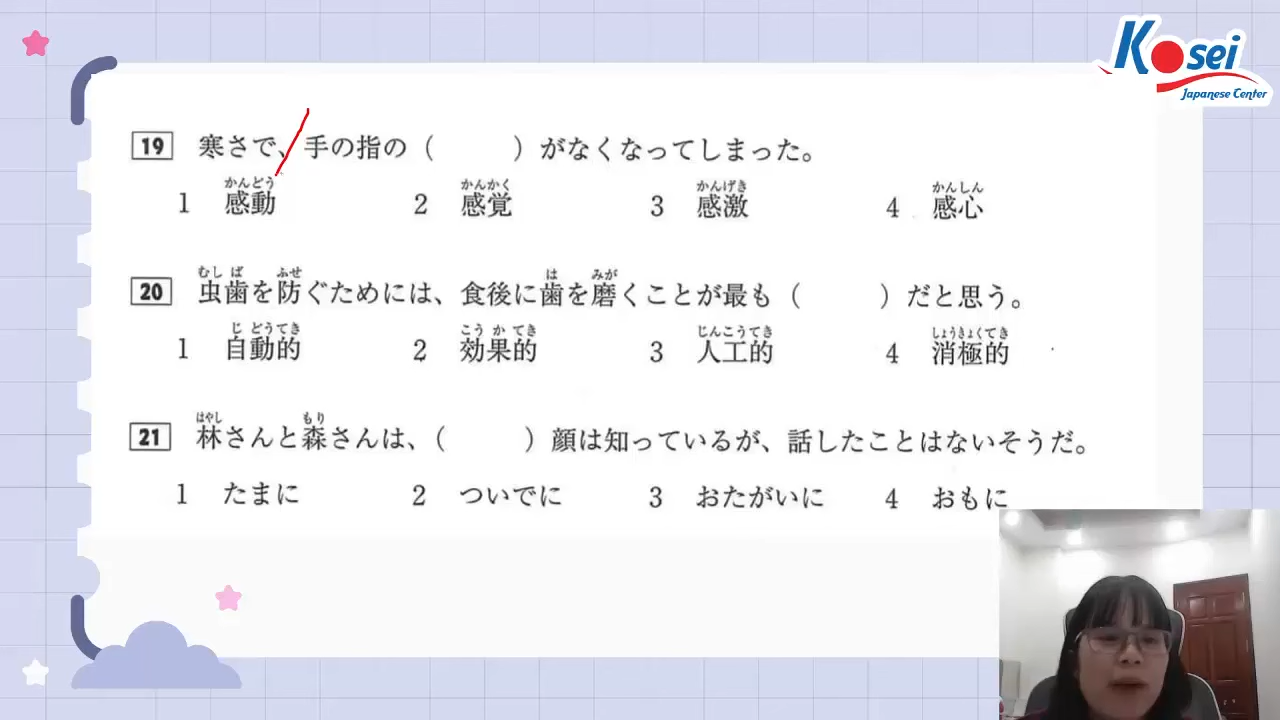 Kosei
Japanese Center
19 寒さで、手の指の（　　　）がなくなってしまった。
かんどう かんかく かんげき かんしん
1 感動 2 感覚 3 感激 4 感心
むし ば ふせ は みが
20 虫歯を防ぐためには、食後に歯を磨くことが最も（　　　）だと思う。
じ どうてき こう か てき じんこうてき しょうきょくてき
1 自動的 2 効果的 3 人工的 4 消極的
はやし もり
21 林さんと森さんは、（　　　）顔は知っているが、話したことはないそうだ。
1 たまに 2 ついでに 3 おたがいに 4 おもに